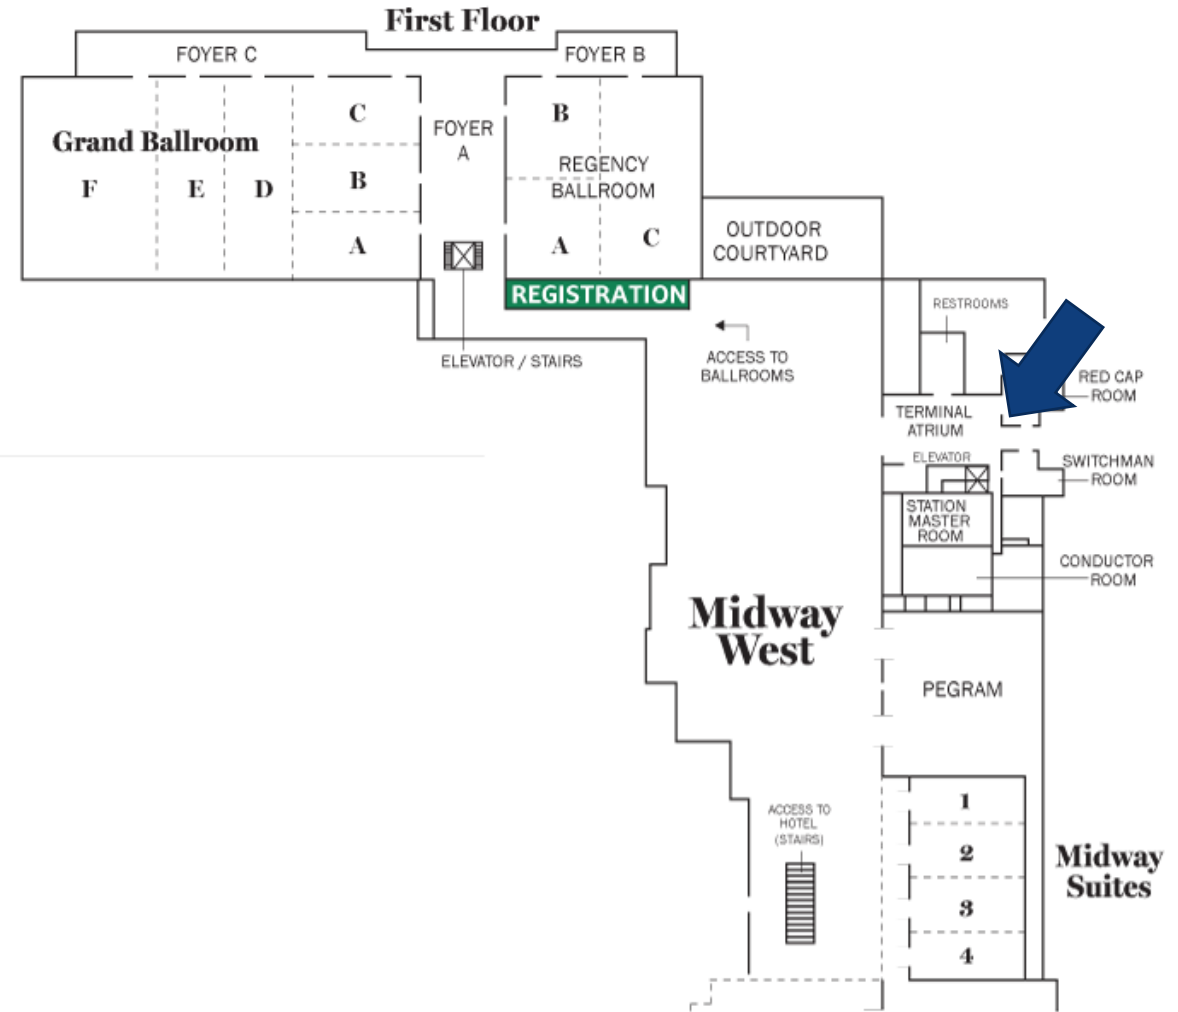 First Floor
FOYER C
FOYER B
Grand Ballroom
F
E
D
C
B
A
FOYER
A
B
REGENCY
BALLROOM
A
C
OUTDOOR
COURTYARD
REGISTRATION
ELEVATOR / STAIRS
ACCESS TO
BALLROOMS
RESTROOMS
RED CAP
ROOM
TERMINAL
ATRIUM
ELEVATOR
SWITCHMAN
ROOM
STATION
MASTER
ROOM
CONDUCTOR
ROOM
Midway
West
PEGRAM
1
2
3
4
Midway
Suites
ACCESS TO
HOTEL
(STAIRS)